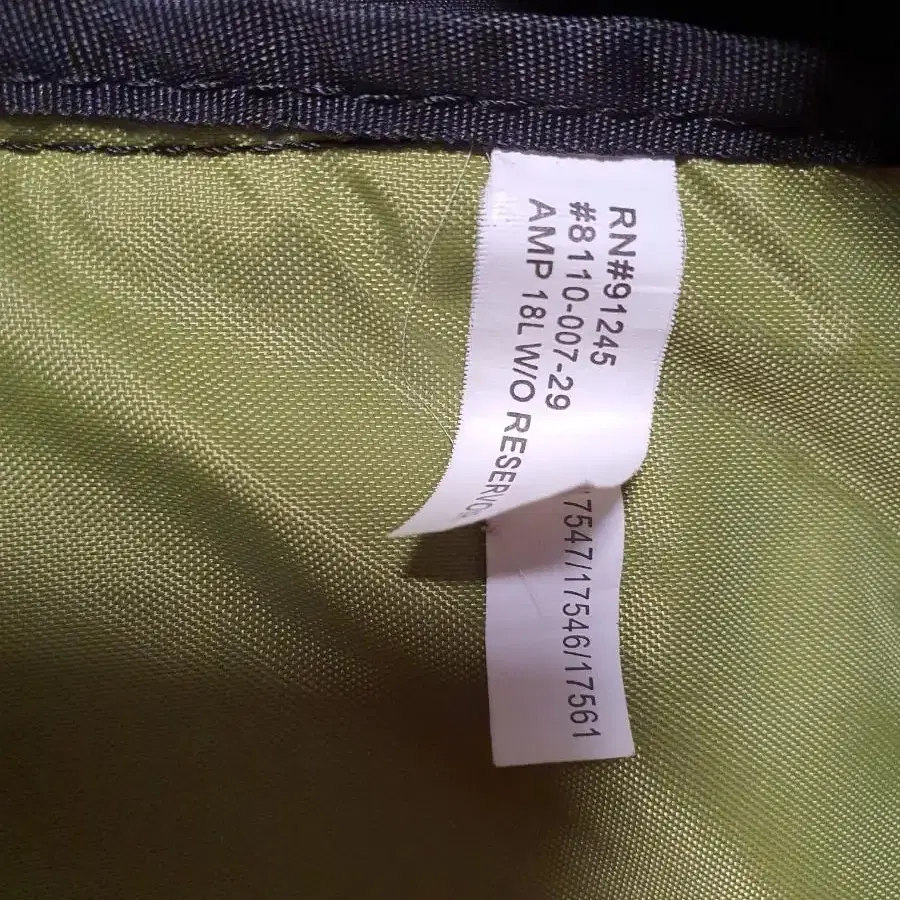 RN#91245
#8110-007-29
AMP 18L W/O RESERVO
7547/17546/17561